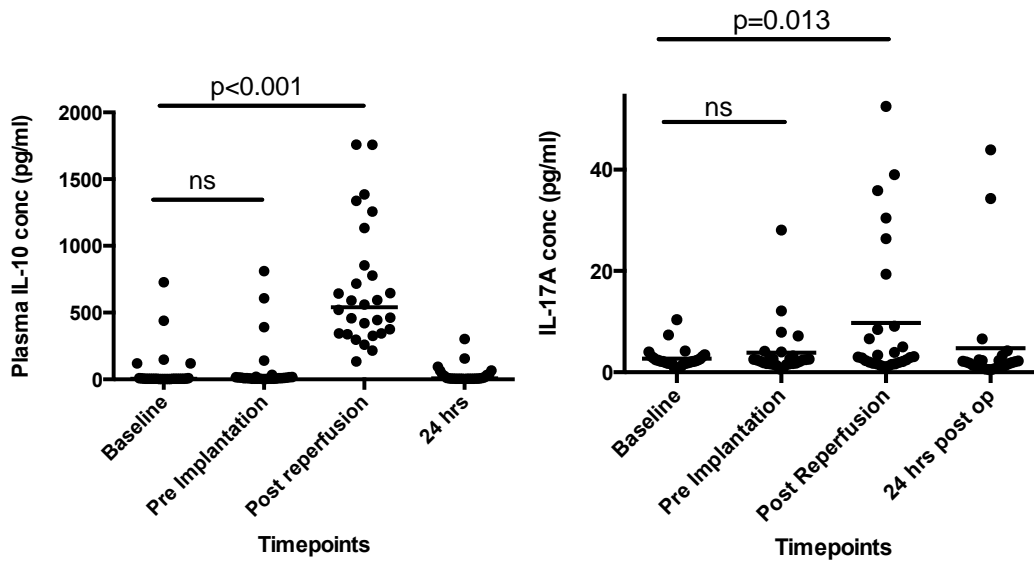 p<0.001
ns
Plasma IL-10 conc (pg/ml)
2000
1500
1000
500
0
Baseline
Pre Implantation
Post reperfusion
24 hrs
Timepoints
p=0.013
ns
IL-17A conc (pg/ml)
40
20
0
Baseline
Pre Implantation
Post Reperfusion
24 hrs post op
Timepoints